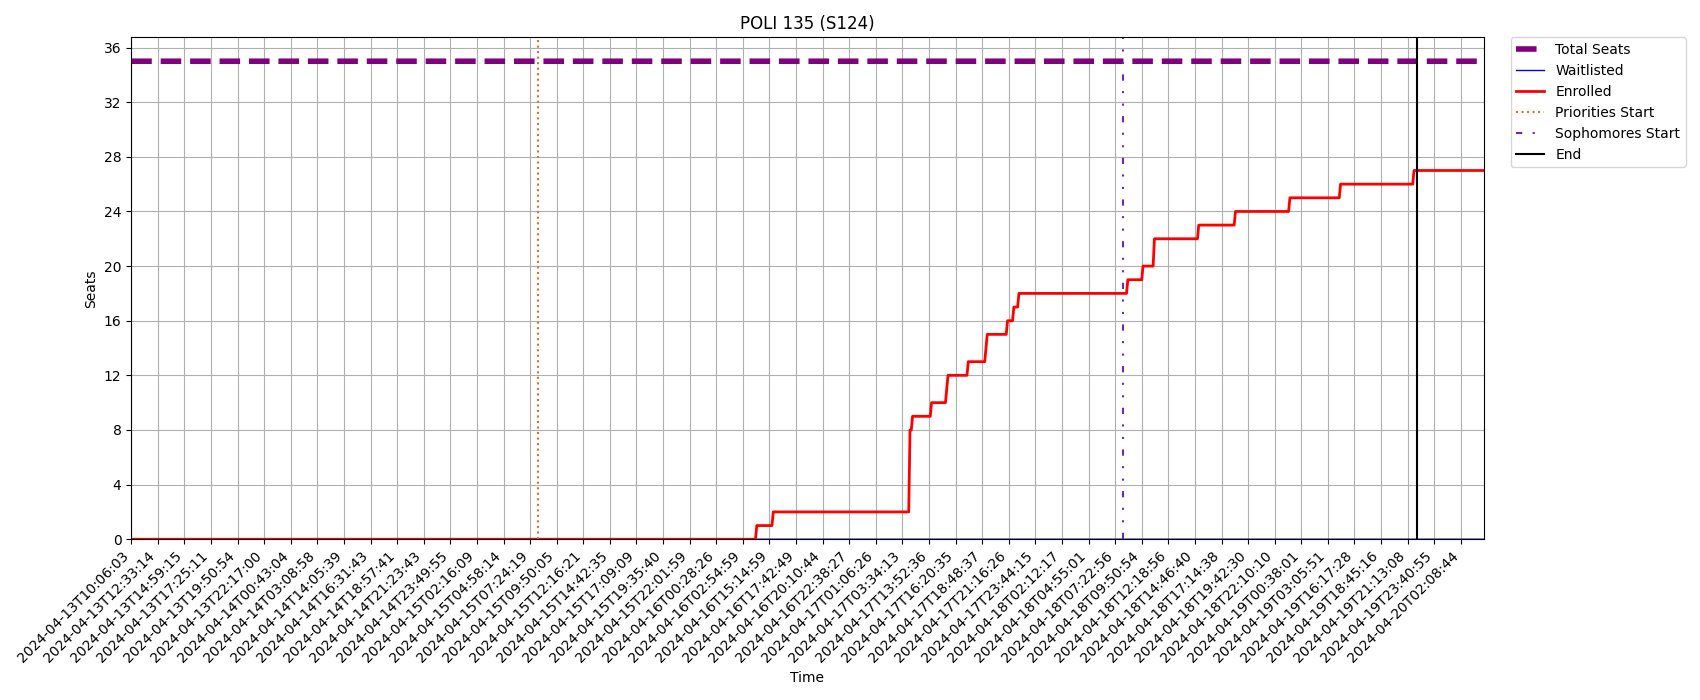 POLI 135 (S124)
Total Seats
Waitlisted
Enrolled
Priorities Start
Sophomores Start
End
Seats
36
32
28
24
20
16
12
8
4
0
2024-04-13T10:06:03
2024-04-13T12:33:14
2024-04-13T14:59:15
2024-04-13T17:25:11
2024-04-13T19:50:54
2024-04-13T22:17:00
2024-04-14T00:43:04
2024-04-14T03:08:58
2024-04-14T14:05:39
2024-04-14T16:31:43
2024-04-14T18:57:41
2024-04-14T21:23:43
2024-04-14T23:49:55
2024-04-15T02:16:09
2024-04-15T04:58:14
2024-04-15T07:24:19
2024-04-15T09:50:05
2024-04-15T12:16:21
2024-04-15T14:42:35
2024-04-15T17:09:09
2024-04-15T19:35:40
2024-04-15T22:01:59
2024-04-16T00:28:26
2024-04-16T02:54:59
2024-04-16T15:14:59
2024-04-16T17:42:49
2024-04-16T20:10:44
2024-04-16T22:38:27
2024-04-17T01:06:26
2024-04-17T03:34:13
2024-04-17T13:52:36
2024-04-17T16:20:35
2024-04-17T18:48:37
2024-04-17T21:16:26
2024-04-17T23:44:15
2024-04-18T02:12:17
2024-04-18T04:55:01
2024-04-18T07:22:56
2024-04-18T09:50:54
2024-04-18T12:18:56
2024-04-18T14:46:40
2024-04-18T17:14:38
2024-04-18T19:42:30
2024-04-18T22:10:10
2024-04-19T00:38:01
2024-04-19T03:05:51
2024-04-19T16:17:28
2024-04-19T18:45:16
2024-04-19T21:13:08
2024-04-19T23:40:55
2024-04-20T02:08:44
Time